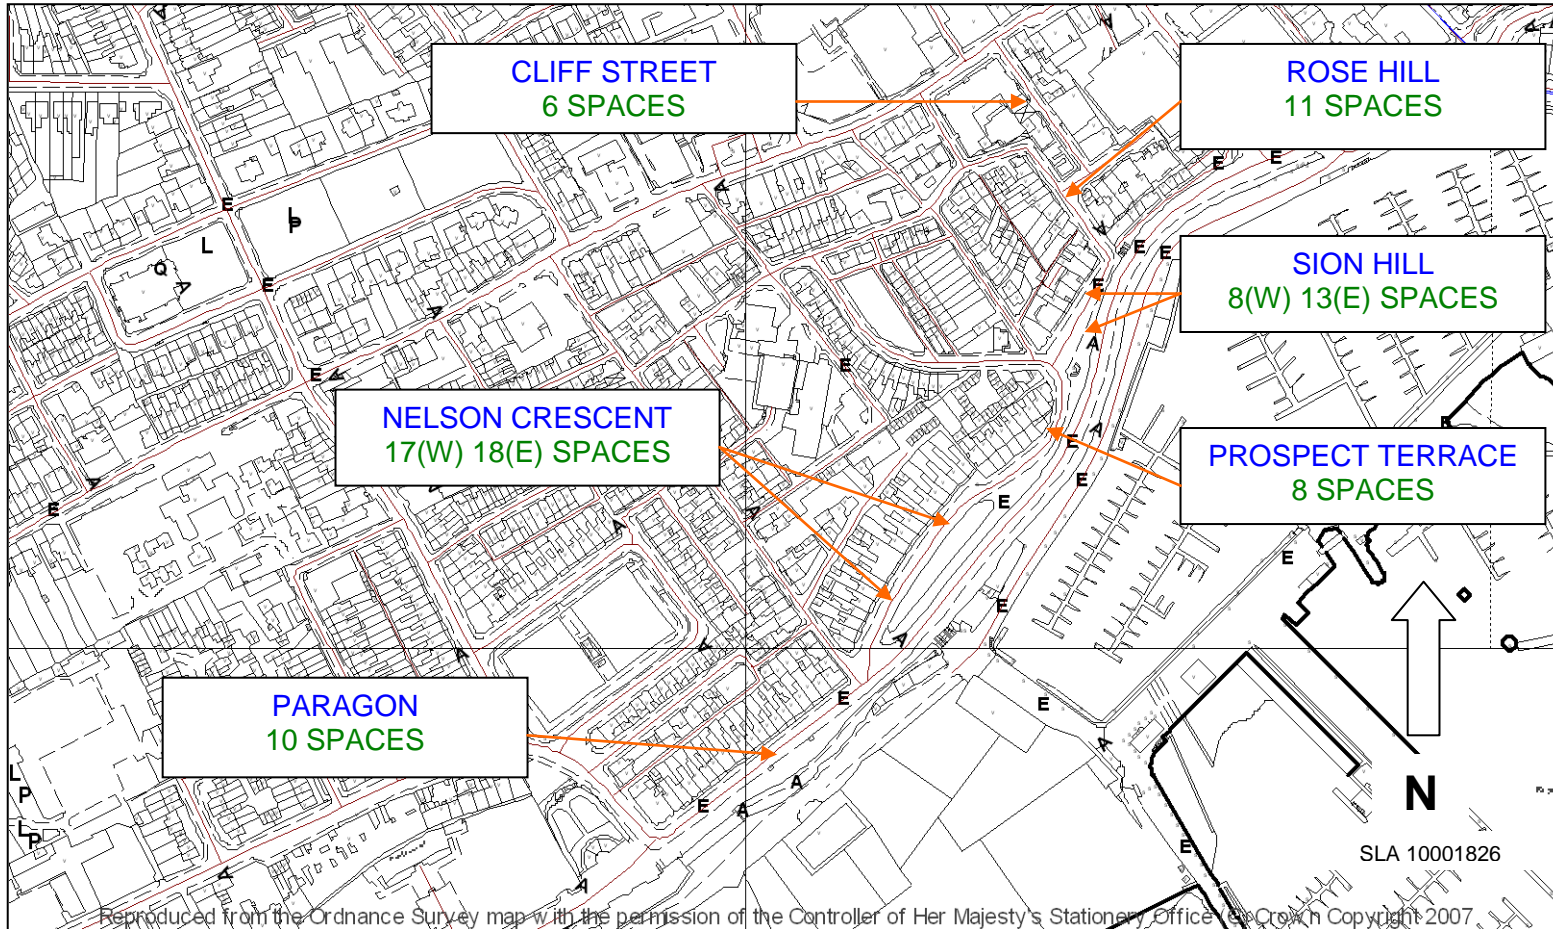 CLIFF STREET
6 SPACES
ROSE HILL
11 SPACES
SION HILL
8(W) 13(E) SPACES
NELSON CRESCENT
17(W) 18(E) SPACES
PROSPECT TERRACE
8 SPACES
PARAGON
10 SPACES
N
SLA 10001826
Reproduced from the Ordnance Survey map with the permission of the Controller of Her Majesty's Stationery Office (C) Crown Copyright 2007